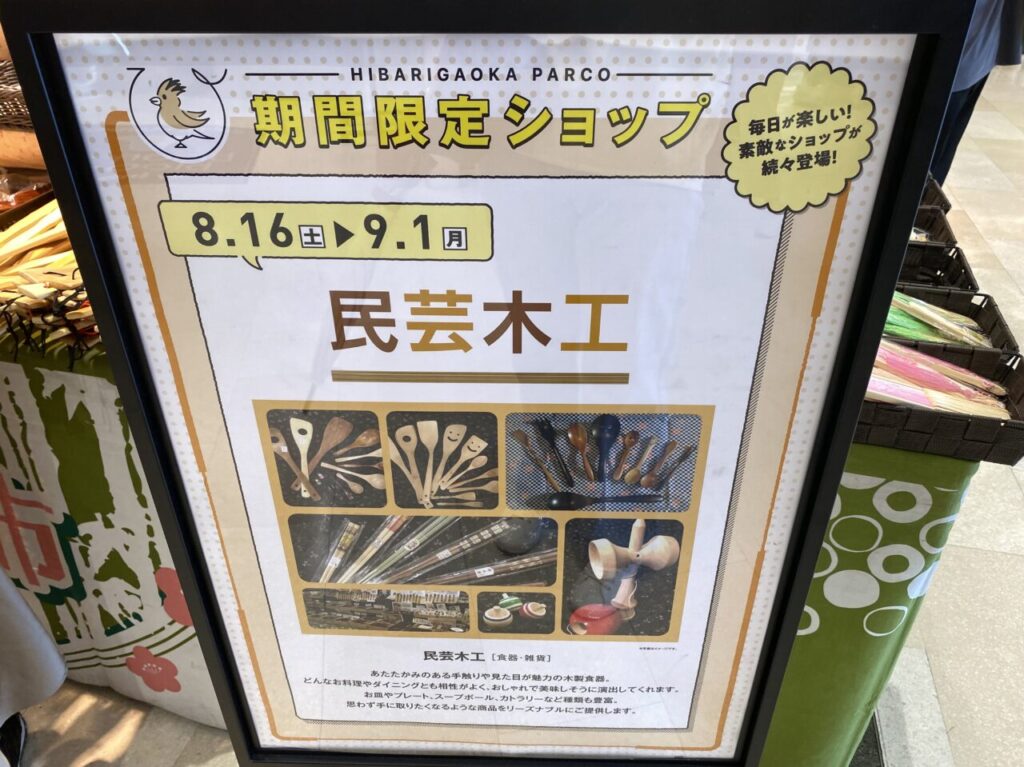 HIBARIGAOKA PARCO
期間限定ショップ
毎日が楽しい!
素敵なショップが
続々登場!
8.16土▶9.1月
民芸木工
民芸木工 [食器・雑貨]
あたたかみのある手触りや見た目が魅力の木製食器。
どんなお料理やダイニングとも相性がよく、おしゃれで美味しそうに演出してくれます。
お皿やプレート、スープボール、カトラリーなど種類も豊富。
思わず手に取りたくなるような商品をリーズナブルにご提供します。
市